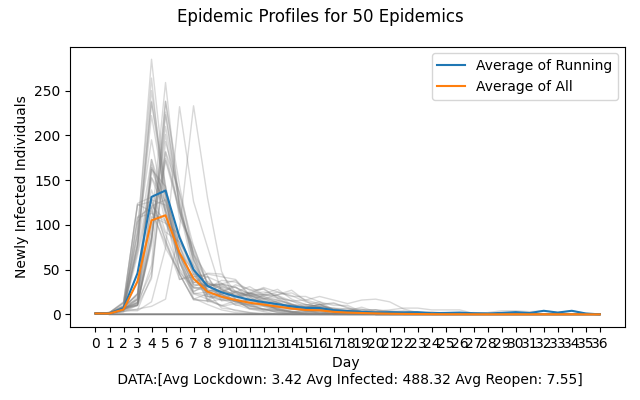 Epidemic Profiles for 50 Epidemics
Average of Running
Average of All
Newly Infected Individuals
250
200
150
100
50
0
0 1 2 3 4 5 6 7 8 9 10 11 12 13 14 15 16 17 18 19 20 21 22 23 24 25 26 27 28 29 30 31 32 33 34 35 36
Day
DATA:[Avg Lockdown: 3.42 Avg Infected: 488.32 Avg Reopen: 7.55]